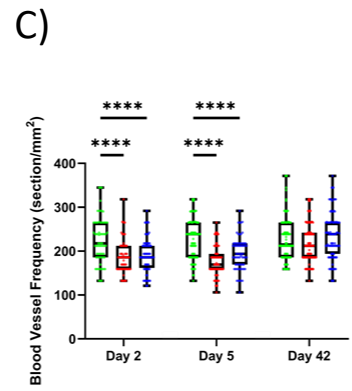 C)
**** ****
**** ****
Blood Vessel Frequency (section/mm²)
400
300
200
100
0
Day 2 Day 5 Day 42